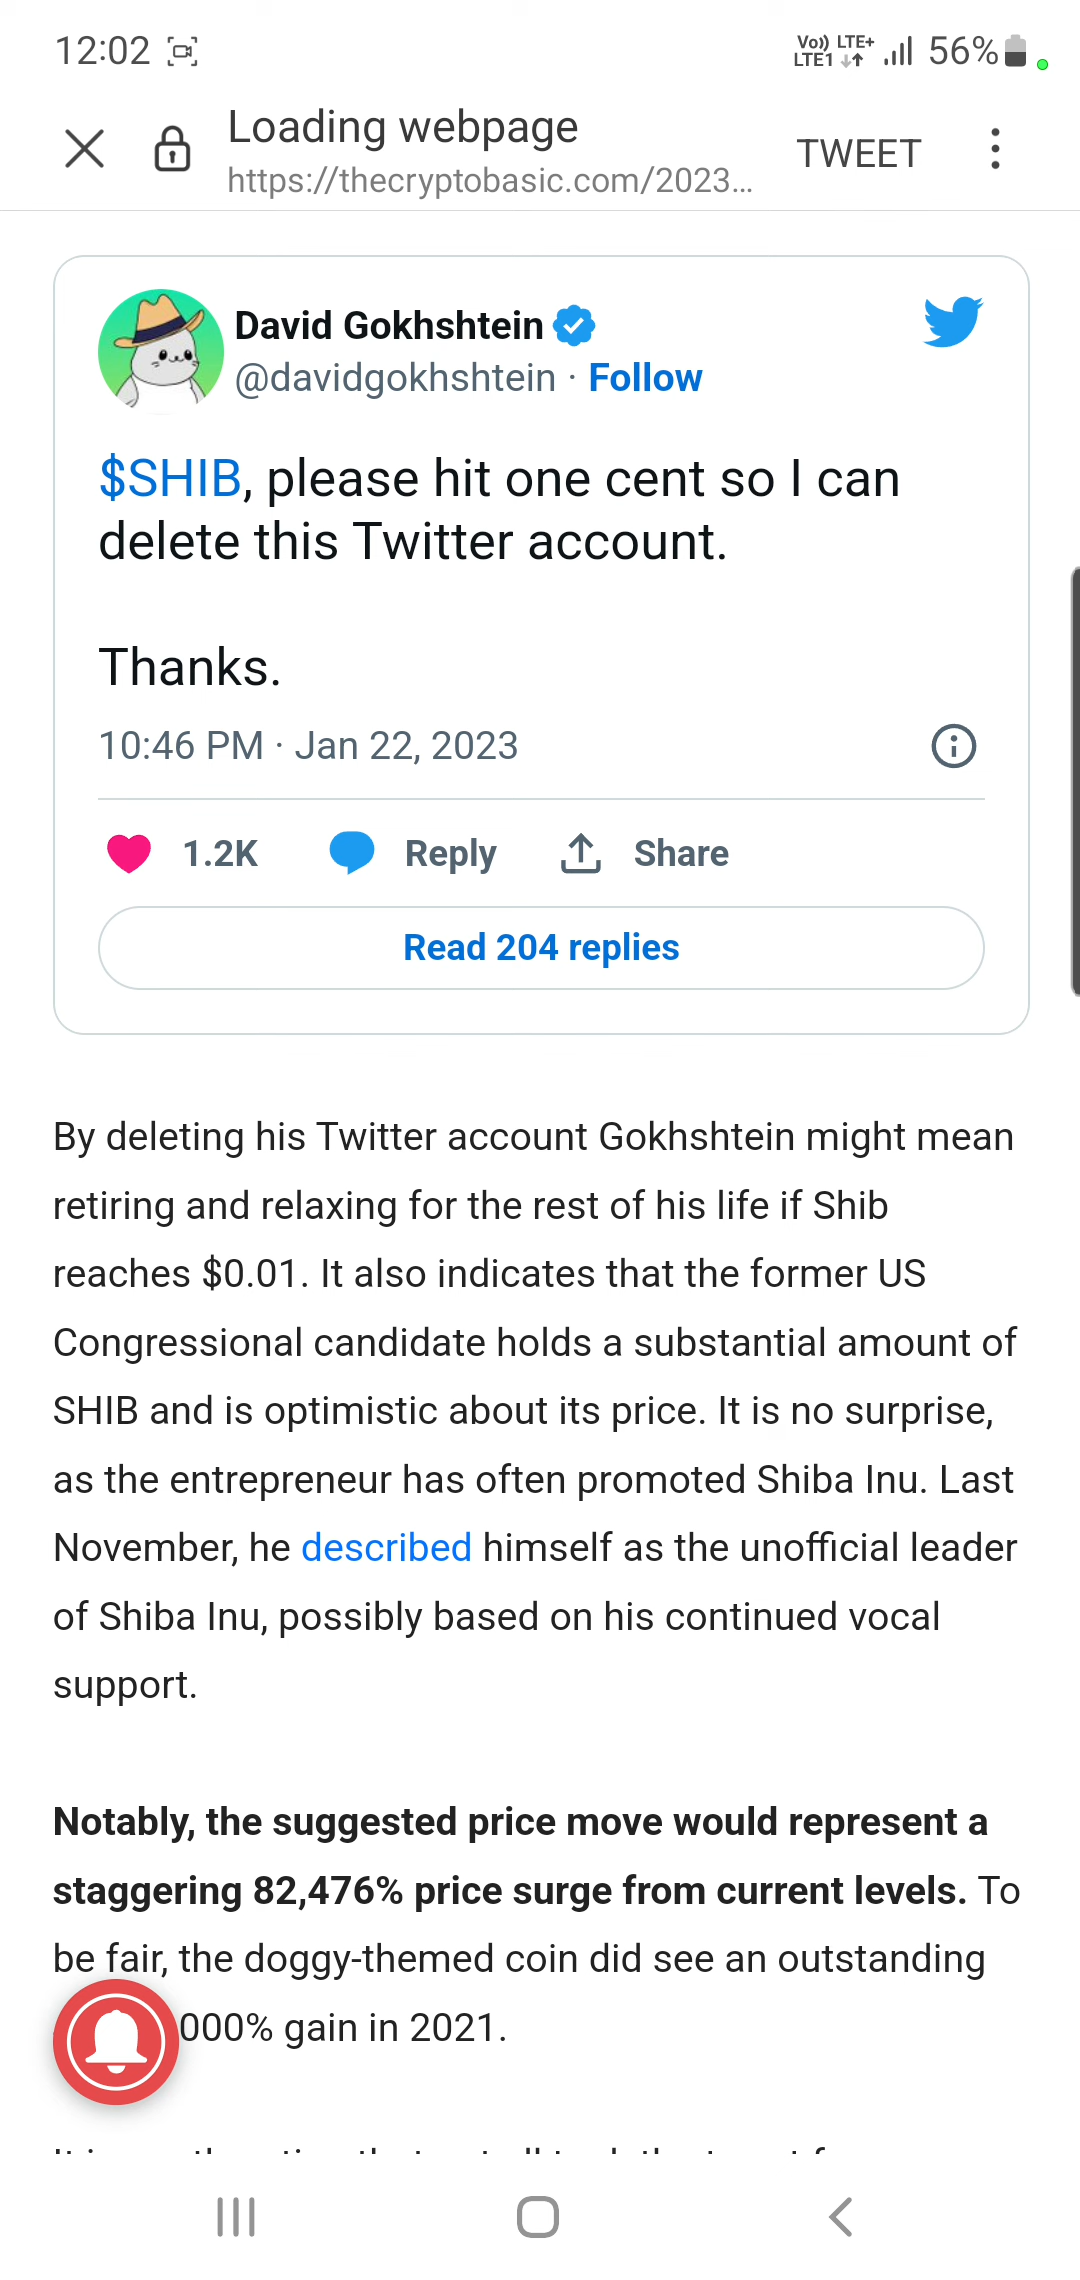 12:02
Vo)) LTE+
LTE1
56%
Loading webpage
https://thecryptobasic.com/2023...
TWEET
David Gokhshtein
@davidgokhshtein · Follow
$SHIB, please hit one cent so I can
delete this Twitter account.
Thanks.
10:46 PM · Jan 22, 2023
1.2K
Reply
Share
Read 204 replies
By deleting his Twitter account Gokhshtein might mean
retiring and relaxing for the rest of his life if Shib
reaches $0.01. It also indicates that the former US
Congressional candidate holds a substantial amount of
SHIB and is optimistic about its price. It is no surprise,
as the entrepreneur has often promoted Shiba Inu. Last
November, he described himself as the unofficial leader
of Shiba Inu, possibly based on his continued vocal
support.
Notably, the suggested price move would represent a
staggering 82,476% price surge from current levels. To
be fair, the doggy-themed coin did see an outstanding
000% gain in 2021.